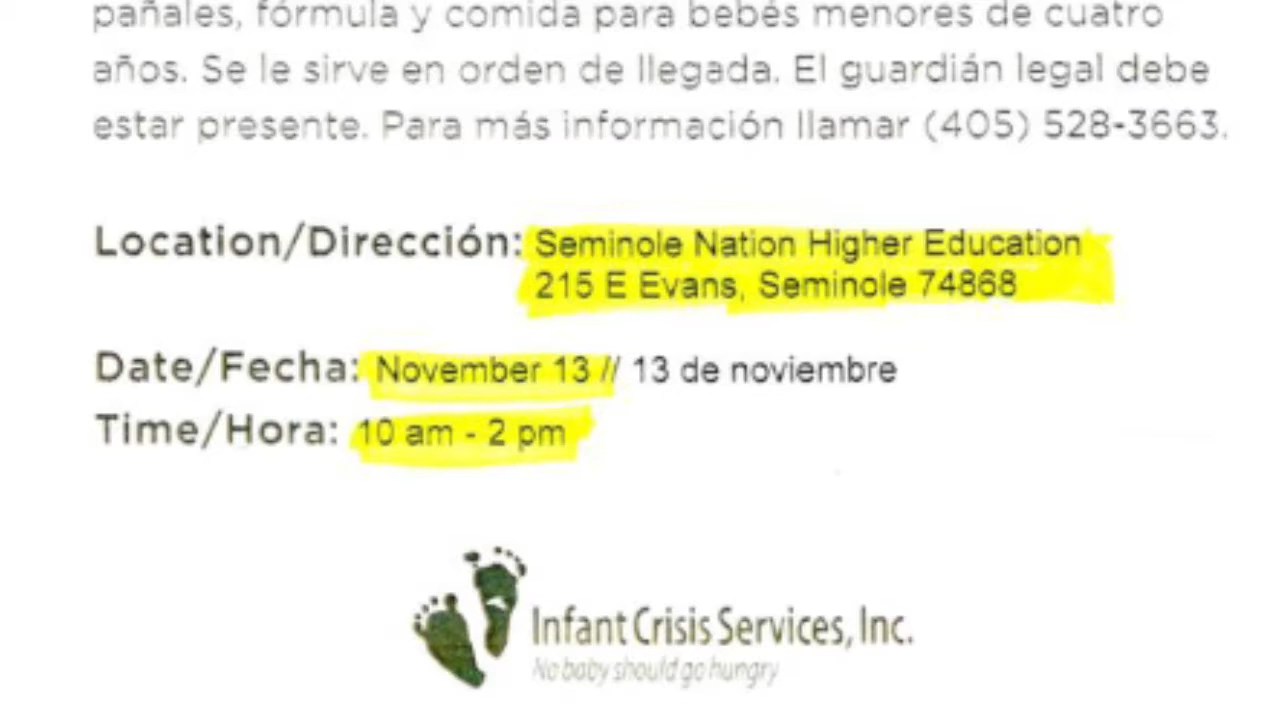 pañales, fórmula y comida para bebés menores de cuatro
años. Se le sirve en orden de llegada. El guardián legal debe
estar presente. Para más información llamar (405) 528-3663.
Location/Dirección: Seminole Nation Higher Education
215 E Evans, Seminole 74868
Date/Fecha: November 13 // 13 de noviembre
Time/Hora: 10 am - 2 pm
Infant Crisis Services, Inc.
No baby should go hungry